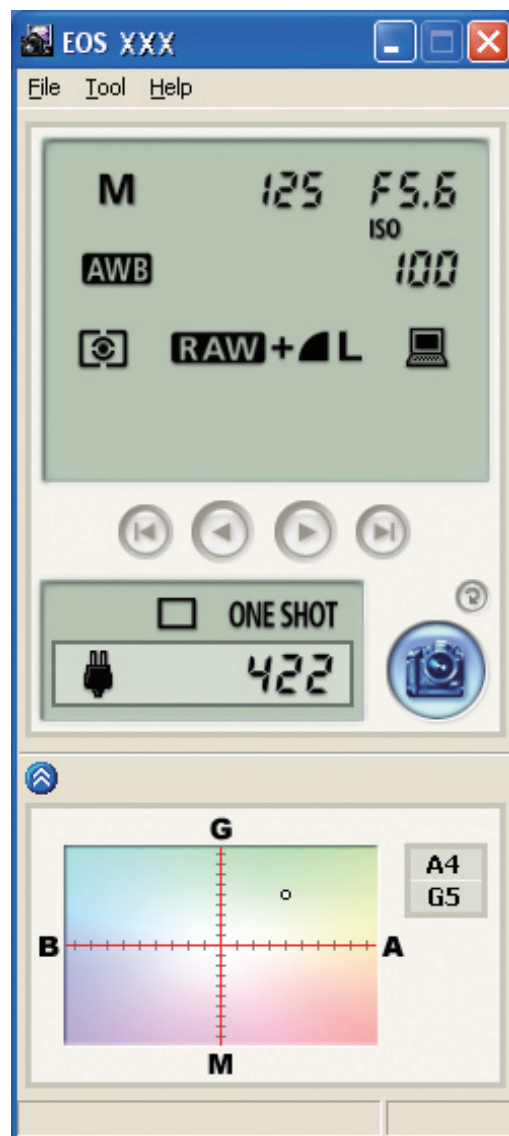 EOS XXX
File Tool Help
M 125 F5.6
ISO
AWB 100
RAW+ L
ONE SHOT
422
G
A4
G5
B A
M